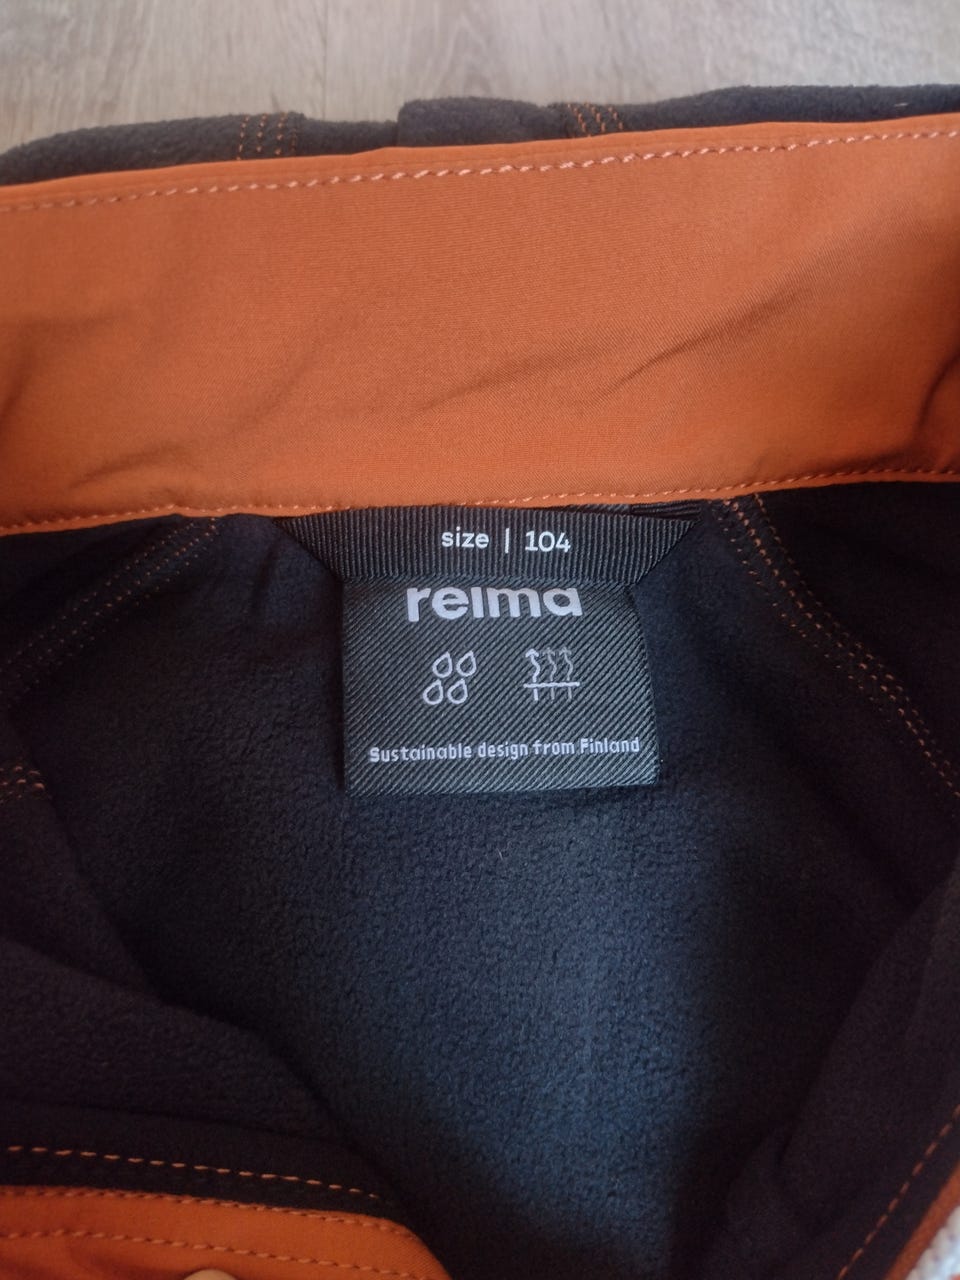 size | 104
reima
Sustainable design from Finland